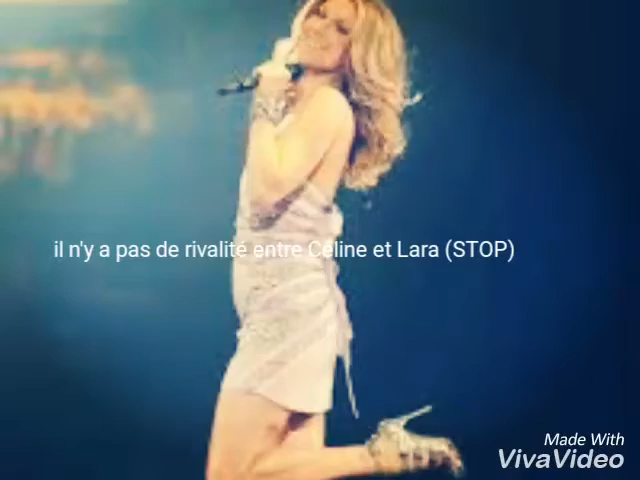 il n'y a pas de rivalité entre Céline et Lara (STOP)
Made With
VivaVideo